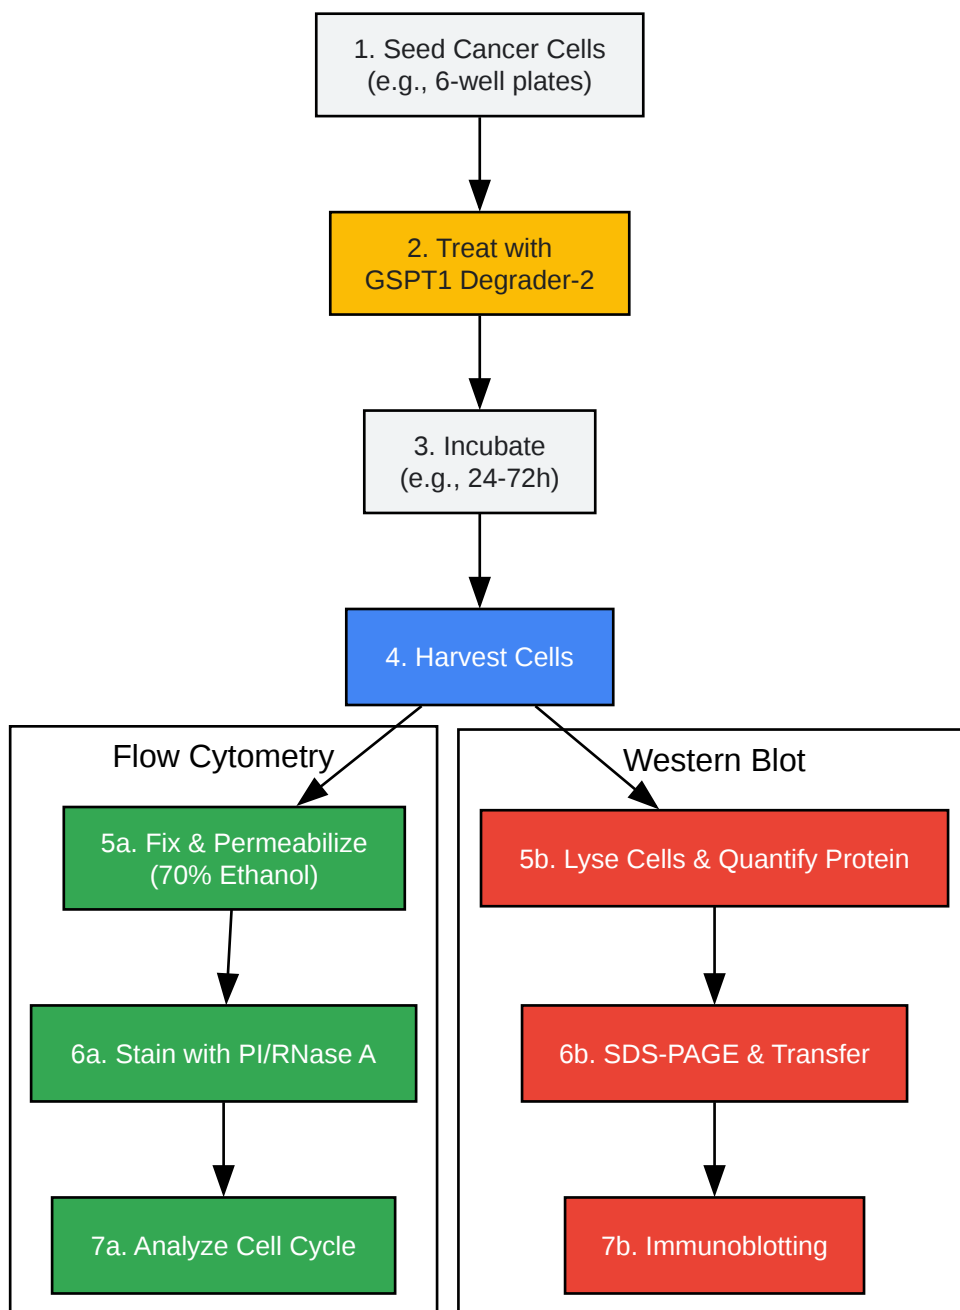 1. Seed Cancer Cells
(e.g., 6-well plates)
2. Treat with
GSPT1 Degrader-2
3. Incubate
(e.g., 24-72h)
4. Harvest Cells
Flow Cytometry
5a. Fix & Permeabilize
(70% Ethanol)
6a. Stain with PI/RNase A
7a. Analyze Cell Cycle
Western Blot
5b. Lyse Cells & Quantify Protein
6b. SDS-PAGE & Transfer
7b. Immunoblotting